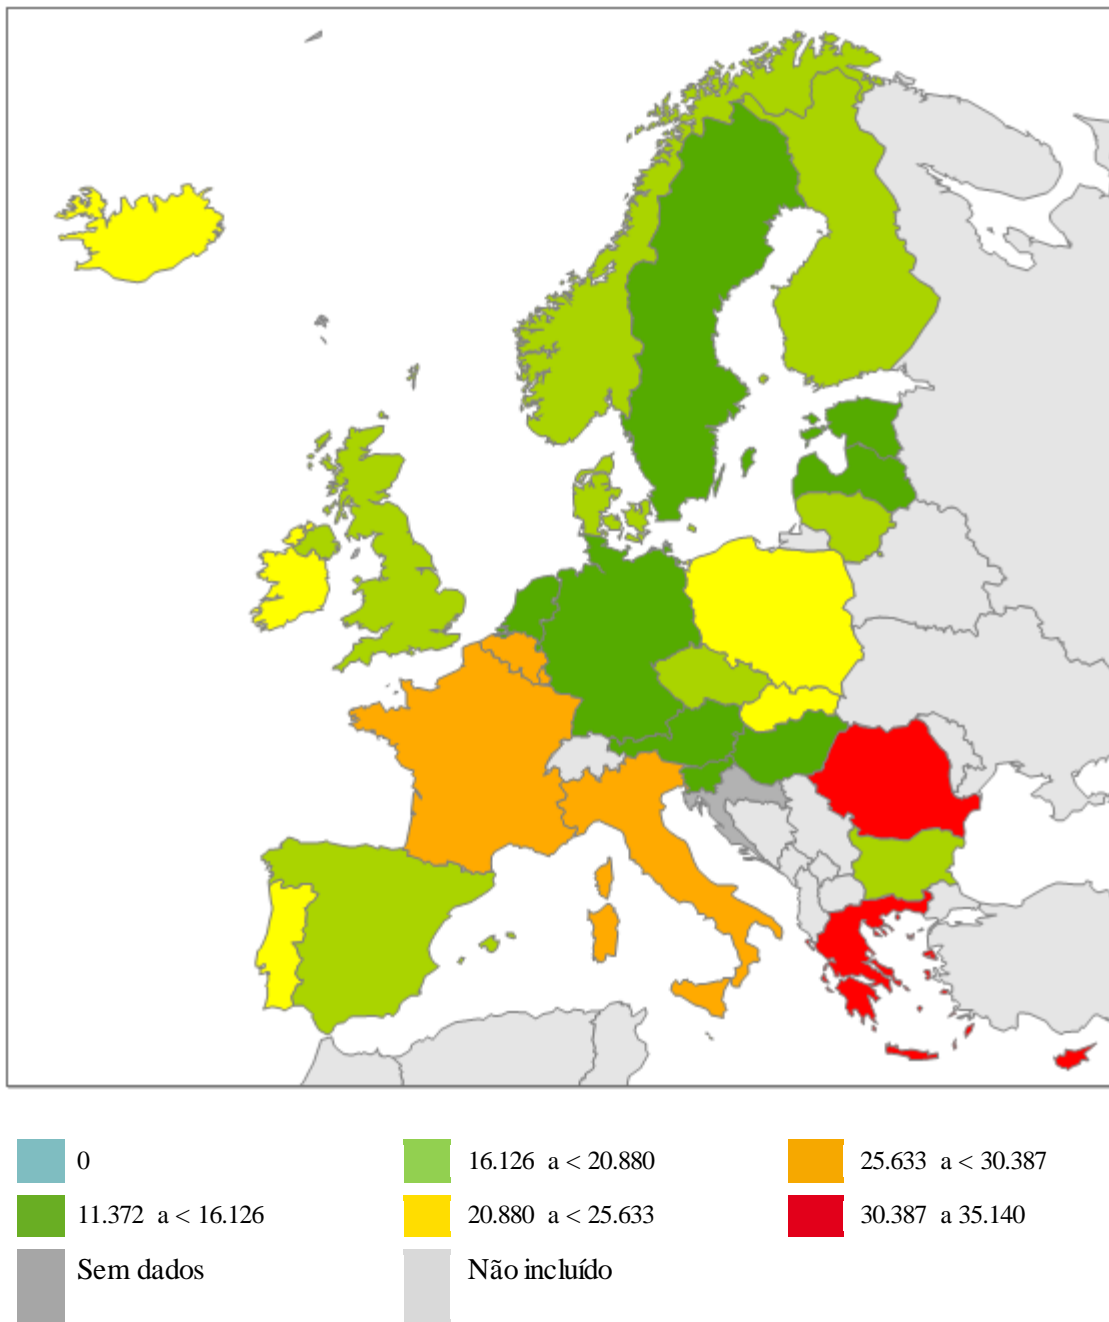 0
16.126 a < 20.880
25.633 a < 30.387
11.372 a < 16.126
20.880 a < 25.633
30.387 a 35.140
Sem dados
Não incluído